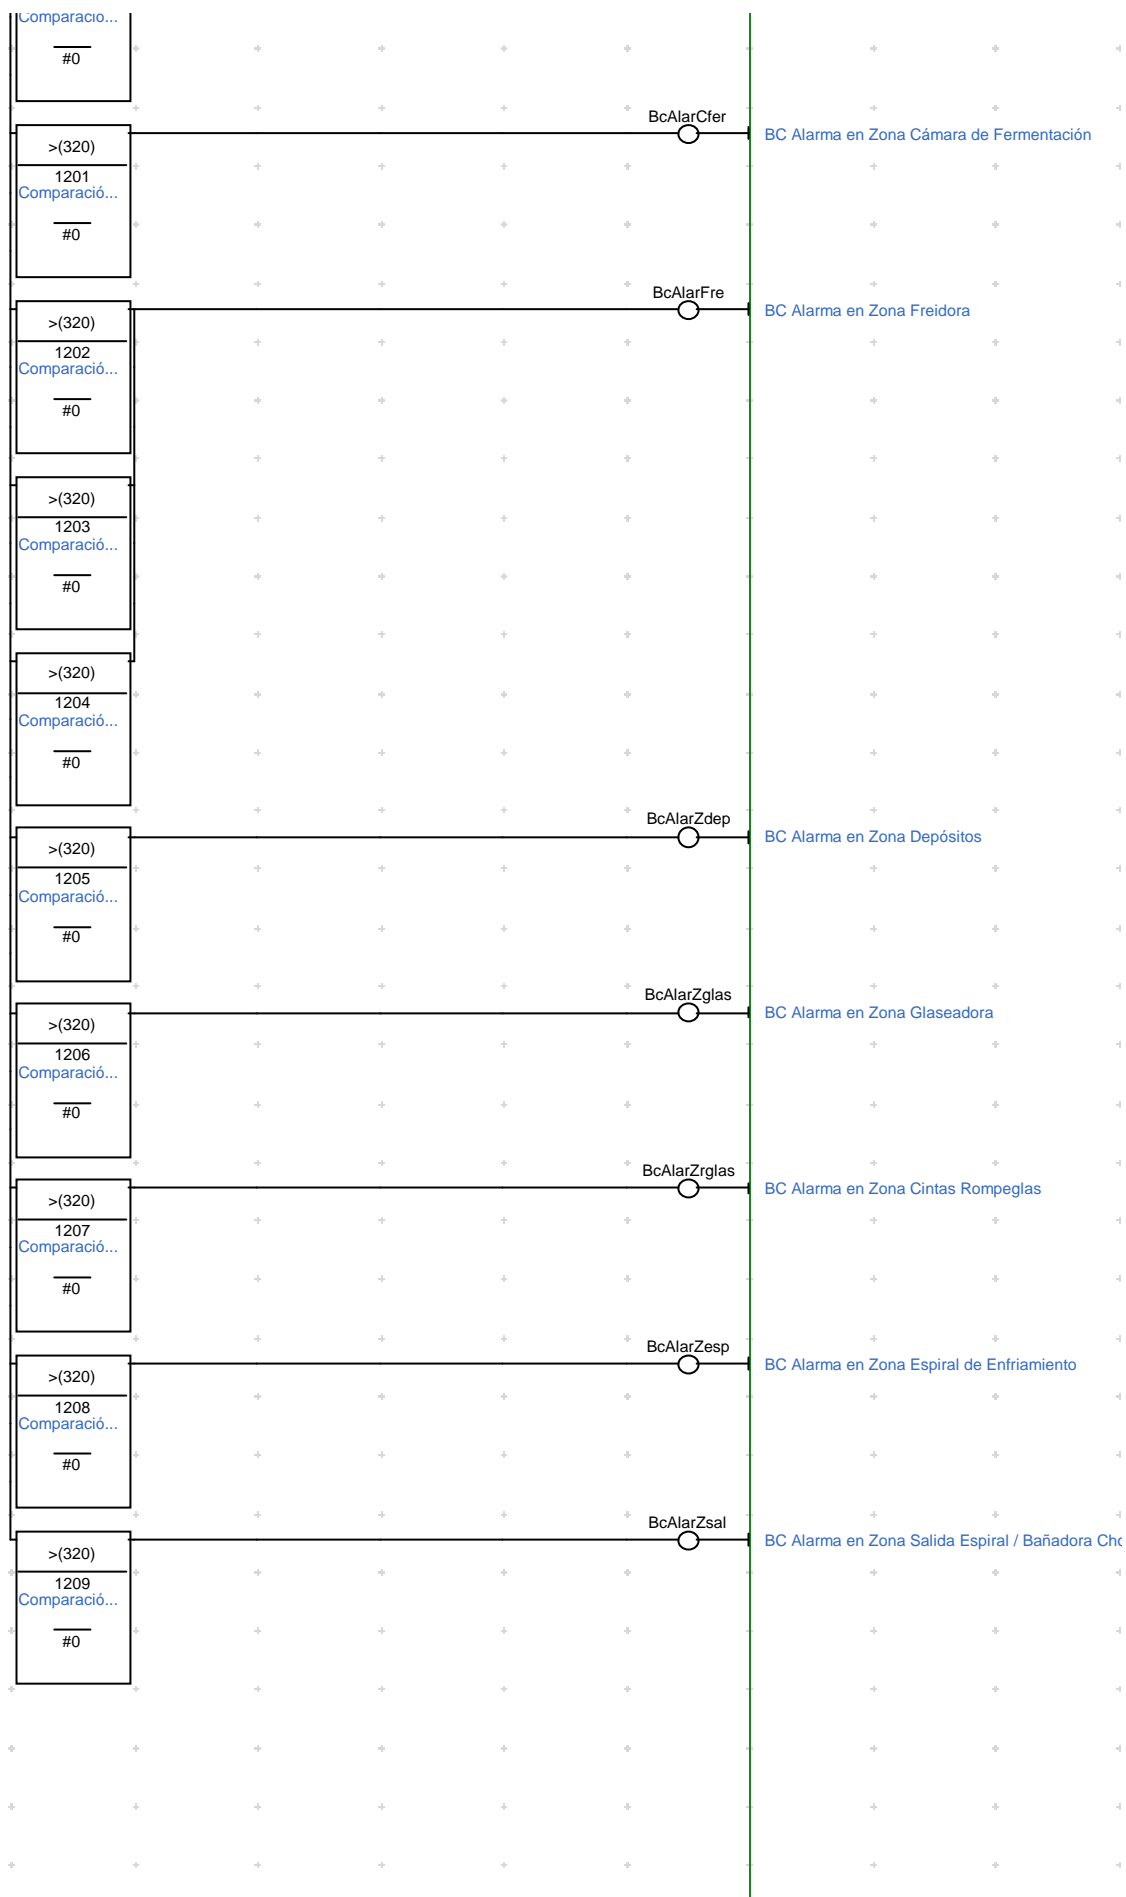 Comparació...
#0
BcAlarCfer
>(320)
BC Alarma en Zona Cámara de Fermentación
1201
Comparació...
#0
BcAlarFre
>(320)
BC Alarma en Zona Freidora
1202
Comparació...
#0
>(320)
1203
Comparació...
#0
>(320)
1204
Comparació...
#0
BcAlarZdep
>(320)
BC Alarma en Zona Depósitos
1205
Comparació...
#0
BcAlarZglas
>(320)
BC Alarma en Zona Glaseadora
1206
Comparació...
#0
BcAlarZrglas
>(320)
BC Alarma en Zona Cintas Rompeglas
1207
Comparació...
#0
BcAlarZesp
>(320)
BC Alarma en Zona Espiral de Enfriamiento
1208
Comparació...
#0
BcAlarZsal
>(320)
BC Alarma en Zona Salida Espiral / Bañadora
1209
Comparació...
#0